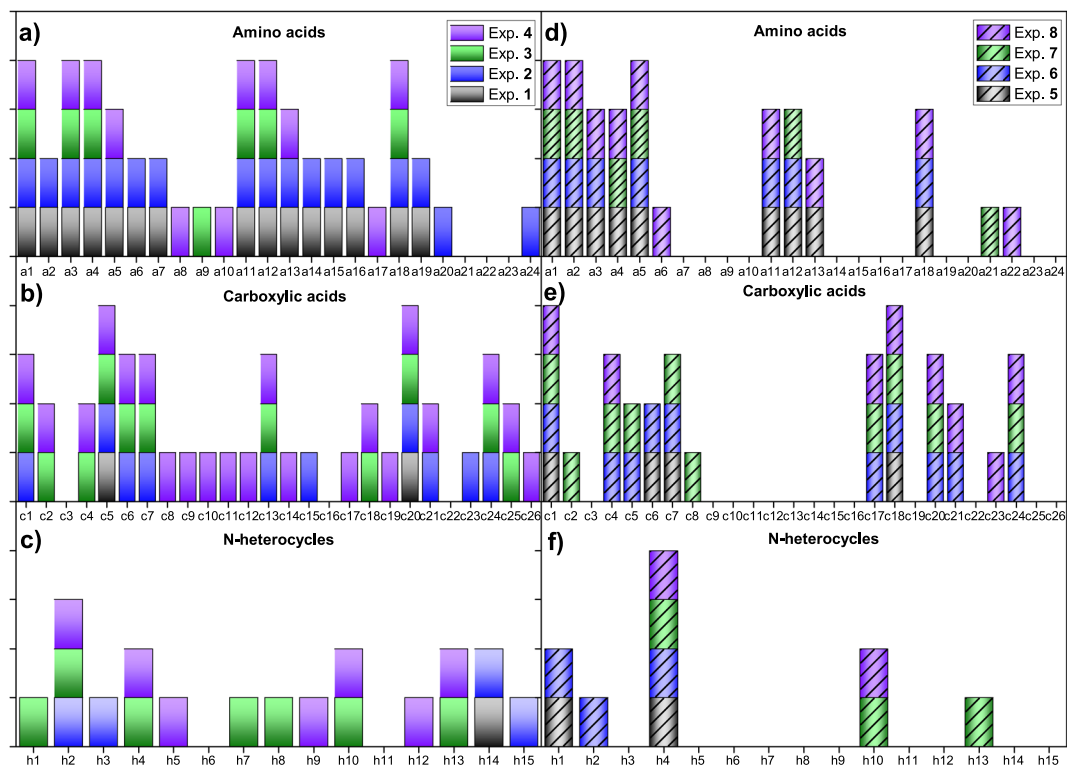 a)
Amino acids
Exp. 4
Exp. 3
Exp. 2
Exp. 1
a1 a2 a3 a4 a5 a6 a7 a8 a9 a10 a11 a12 a13 a14 a15 a16 a17 a18 a19 a20 a21 a22 a23 a24
b)
Carboxylic acids
c1 c2 c3 c4 c5 c6 c7 c8 c9 c10 c11 c12 c13 c14 c15 c16 c17 c18 c19 c20 c21 c22 c23 c24 c25 c26
c)
N-heterocycles
h1 h2 h3 h4 h5 h6 h7 h8 h9 h10 h11 h12 h13 h14 h15
d)
Amino acids
Exp. 8
Exp. 7
Exp. 6
Exp. 5
a1 a2 a3 a4 a5 a6 a7 a8 a9 a10 a11 a12 a13 a14 a15 a16 a17 a18 a19 a20 a21 a22 a23 a24
e)
Carboxylic acids
c1 c2 c3 c4 c5 c6 c7 c8 c9 c10 c11 c12 c13 c14 c15 c16 c17 c18 c19 c20 c21 c22 c23 c24 c25 c26
f)
N-heterocycles
h1 h2 h3 h4 h5 h6 h7 h8 h9 h10 h11 h12 h13 h14 h15